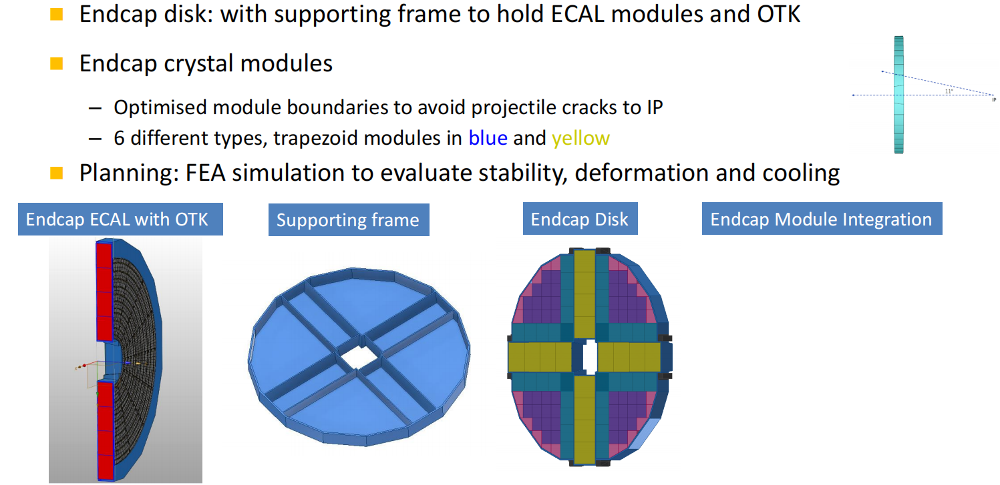 Endcap disk: with supporting frame to hold ECAL modules and OTK
Endcap crystal modules
– Optimised module boundaries to avoid projectile cracks to IP
– 6 different types, trapezoid modules in blue and yellow
Planning: FEA simulation to evaluate stability, deformation and cooling
11°
IP
Endcap ECAL with OTK
Supporting frame
Endcap Disk
Endcap Module Integration